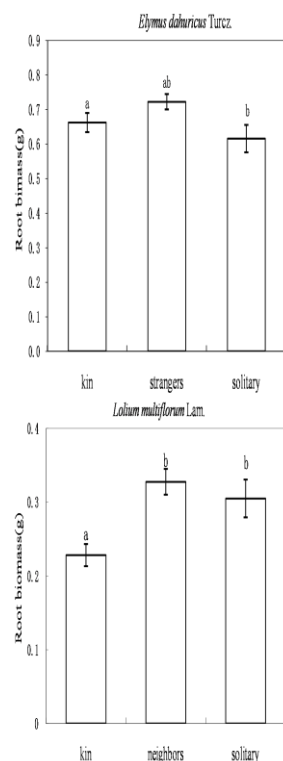 Elymus dahuricus Turcz.
Root bimass(g)
0.9
0.8
0.7
0.6
0.5
0.4
0.3
0.2
0.1
0.0
a
ab
b
kin strangers solitary
Lolium multiflorum Lam.
Root biomass(g)
0.4
0.3
0.2
0.1
0
a
b
b
kin neighbors solitary